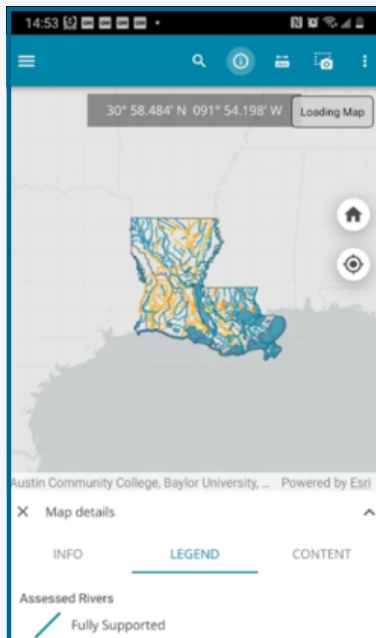 14:53
30° 58.484' N 091° 54.198' W
Loading Map
Austin Community College, Baylor University, ... Powered by Esri
Map details
INFO LEGEND CONTENT
Assessed Rivers
Fully Supported